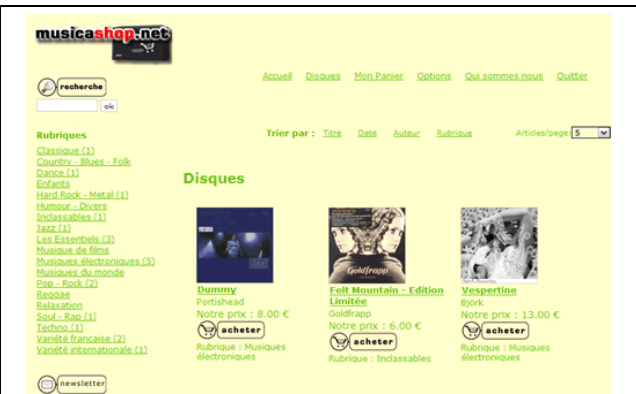 musicashop.net
recherche
ok
Accueil Disques Mon Panier Options Qui sommes nous Quitter
Trier par : Titre Date Auteur Rubrique Articles/page: 5
Rubriques
Classique (1)
Country - Blues - Folk
Dance (1)
Enfants
Hard Rock - Metal (1)
Humour - Divers
Inclassables (1)
Jazz (1)
Les Essentiels (3)
Musique de films
Musiques électroniques (5)
Musiques du monde
Pop - Rock (2)
Reggae
Relaxation
Soul - Rap (1)
Techno (1)
Variété française (2)
Variété internationale (1)
newsletter
Disques
Dummy
Portishead
Notre prix : 8.00 €
acheter
Rubrique : Musiques
électroniques
Goldfrapp
Felt Mountain - Edition
Limitée
Goldfrapp
Notre prix : 6.00 €
acheter
Rubrique : Inclassables
Vespertine
Bjork
Notre prix : 13.00 €
acheter
Rubrique : Musiques
électroniques